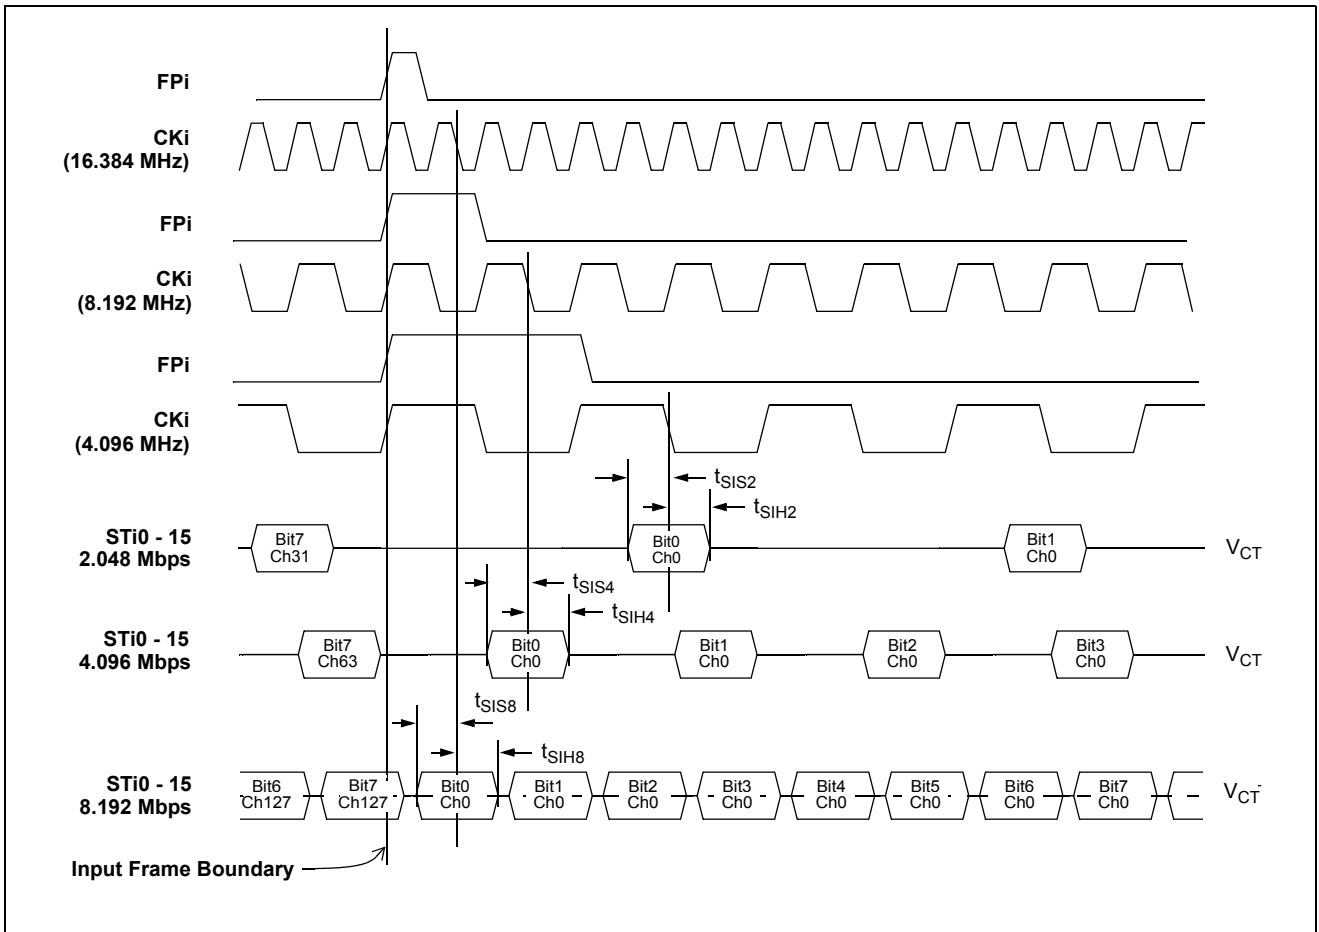 FPi
CKi
(16.384 MHz)
FPi
CKi
(8.192 MHz)
FPi
CKi
(4.096 MHz)
tSIS2
tSIH2
STi0 - 15
2.048 Mbps
Bit7
Ch31
Bit0
Ch0
Bit1
Ch0
VCT
tSIS4
tSIH4
STi0 - 15
4.096 Mbps
Bit7
Ch63
Bit0
Ch0
Bit1
Ch0
Bit2
Ch0
Bit3
Ch0
VCT
tSIS8
tSIH8
STi0 - 15
8.192 Mbps
Bit6
Ch127
Bit7
Ch127
Bit0
Ch0
Bit1
Ch0
Bit2
Ch0
Bit3
Ch0
Bit4
Ch0
Bit5
Ch0
Bit6
Ch0
Bit7
Ch0
VCT
Input Frame Boundary